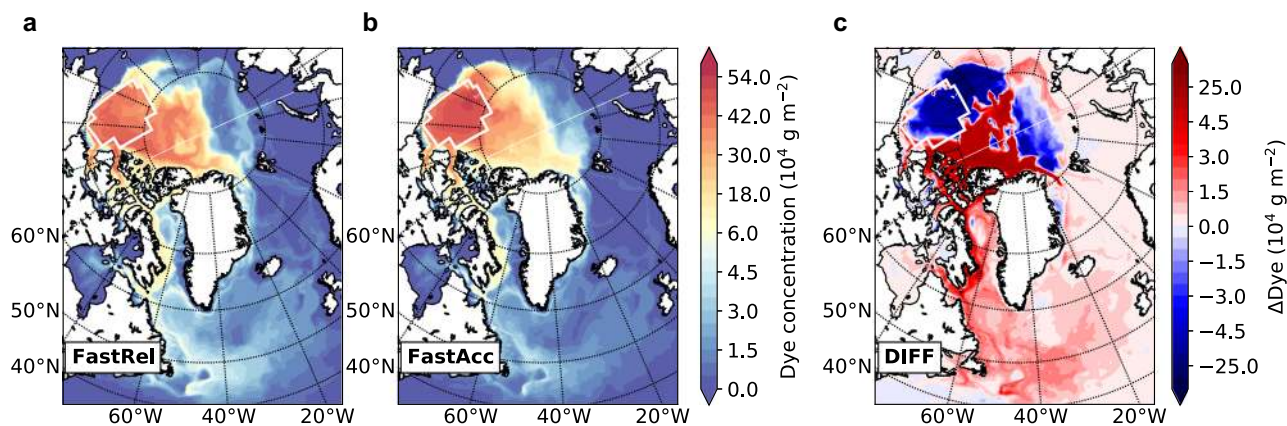 a
b
c
60°N
50°N
40°N
60°W
40°W
20°W
FastRel
60°N
50°N
40°N
60°W
40°W
20°W
FastAcc
54.0
42.0
30.0
18.0
6.0
4.5
3.0
1.5
0.0
Dye concentration (10⁴ g m⁻²)
60°W
40°W
20°W
DIFF
25.0
4.5
3.0
1.5
0.0
−1.5
−3.0
−4.5
−25.0
ΔDye (10⁴ g m⁻²)